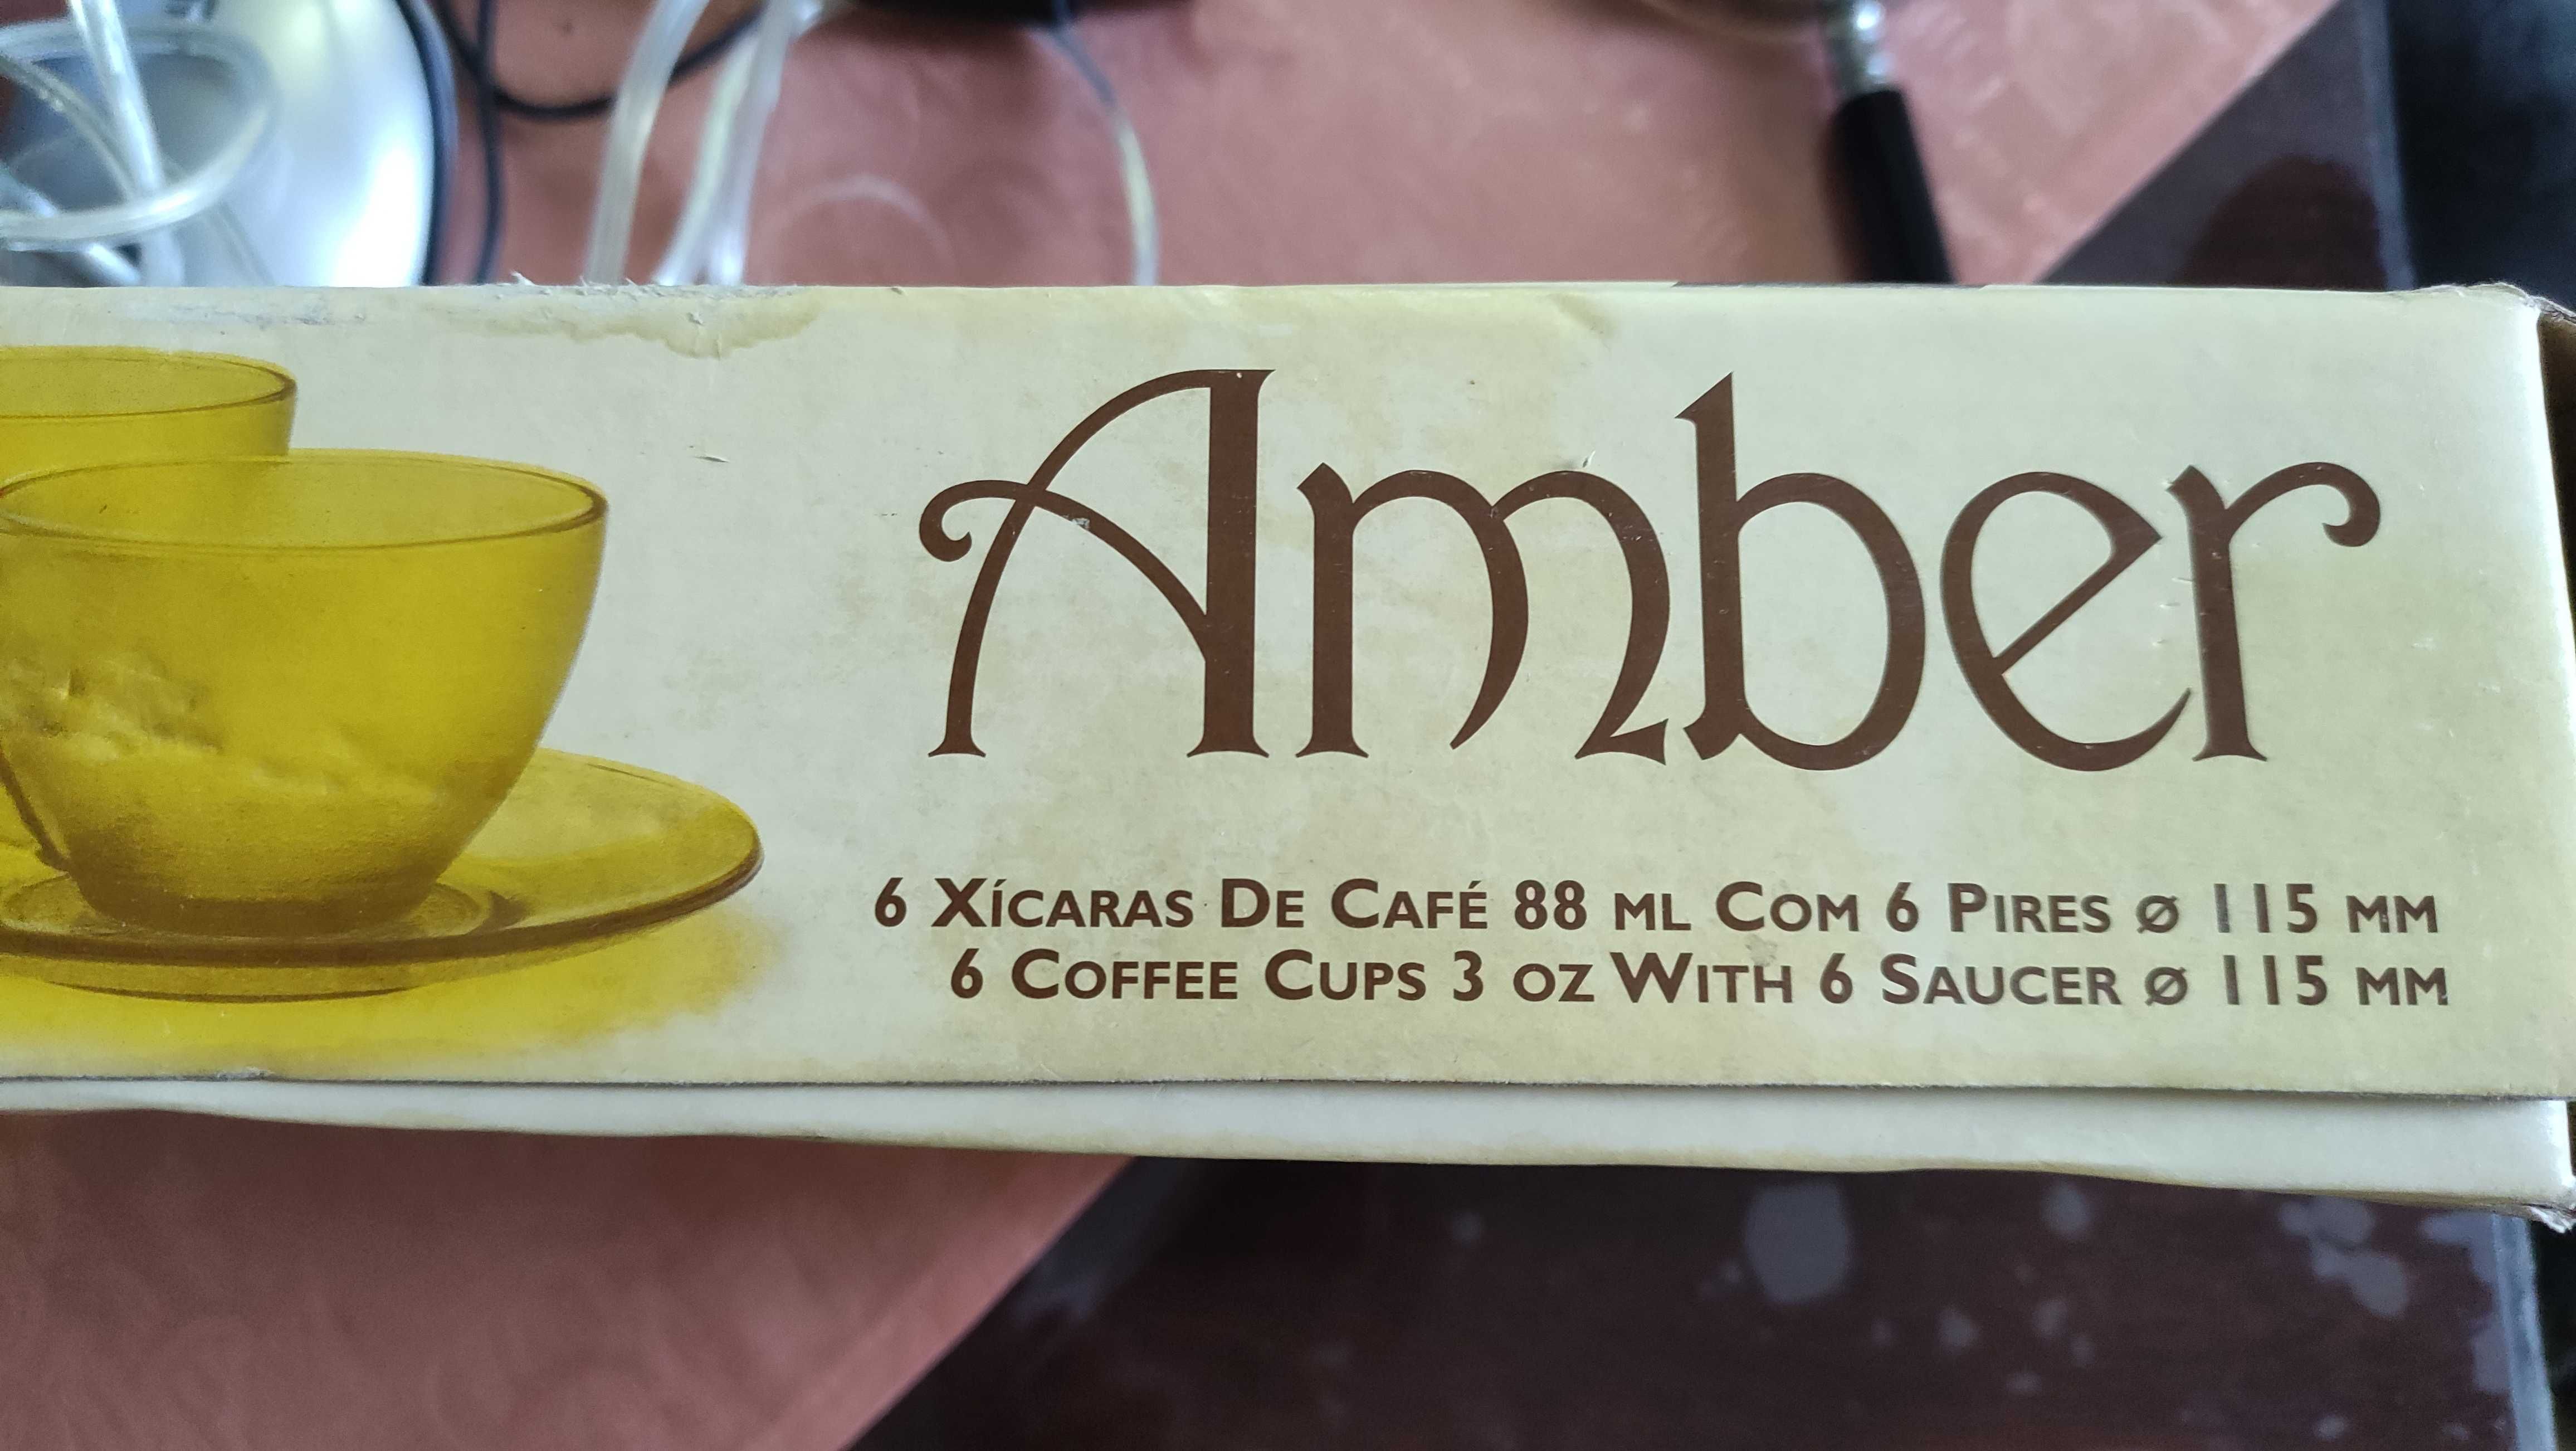 Amber
6 XÍCARAS DE CAFÉ 88 ML COM 6 PIRES Ø 115 MM
6 COFFEE CUPS 3 OZ WITH 6 SAUCER Ø 115 MM